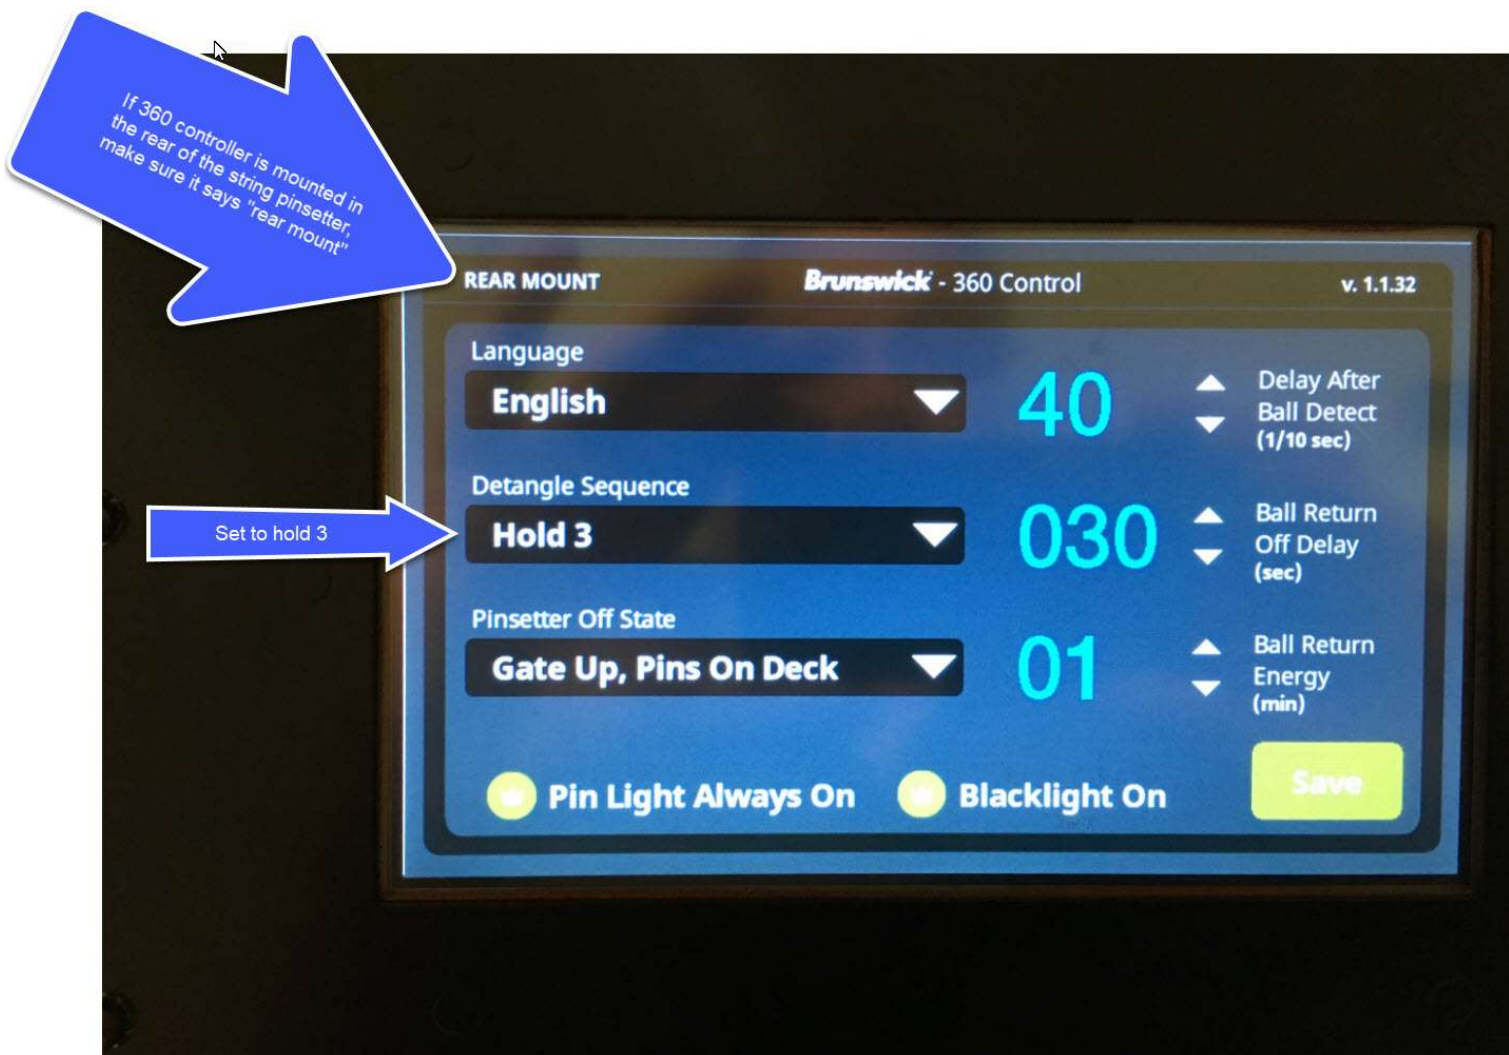 If 360 controller is mounted in
the rear of the string pinsetter,
make sure it says "rear mount"
REAR MOUNT
Brunswick - 360 Control
v. 1.1.32
Language
English
40
Delay After
Ball Detect
(1/10 sec)
Detangle Sequence
Set to hold 3
Hold 3
030
Ball Return
Off Delay
(sec)
Pinsetter Off State
Gate Up, Pins On Deck
01
Ball Return
Energy
(min)
Pin Light Always On
Blacklight On
Save